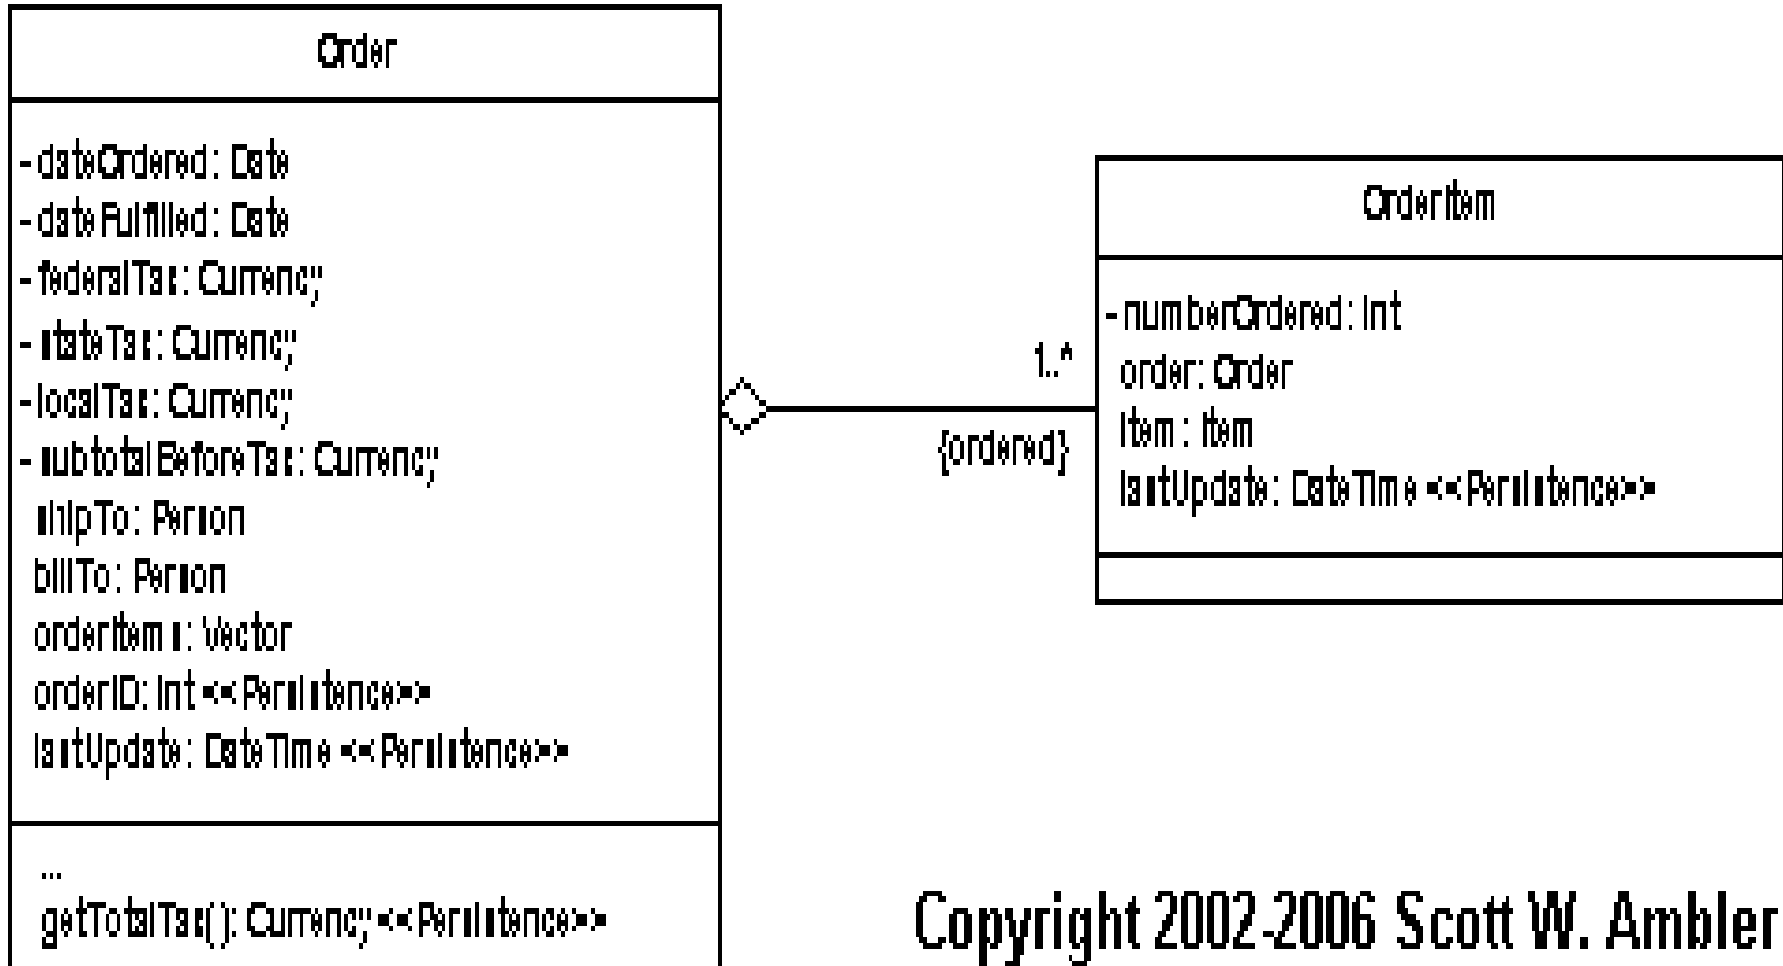 Order
- dateOrdered: Date
- dateFulfilled: Date
- federalTax: Currency
- stateTax: Currency
- localTax: Currency
- subtotalBeforeTax: Currency
shipTo: Person
billTo: Person
orderItems: Vector
orderID: Int <<Persistence>>
lastUpdate: DateTime <<Persistence>>
...
getTotalTax(): Currency <<Persistence>>
1..*
{ordered}
OrderItem
- numberOrdered: Int
order: Order
item: Item
lastUpdate: DateTime <<Persistence>>
Copyright 2002-2006 Scott W. Ambler